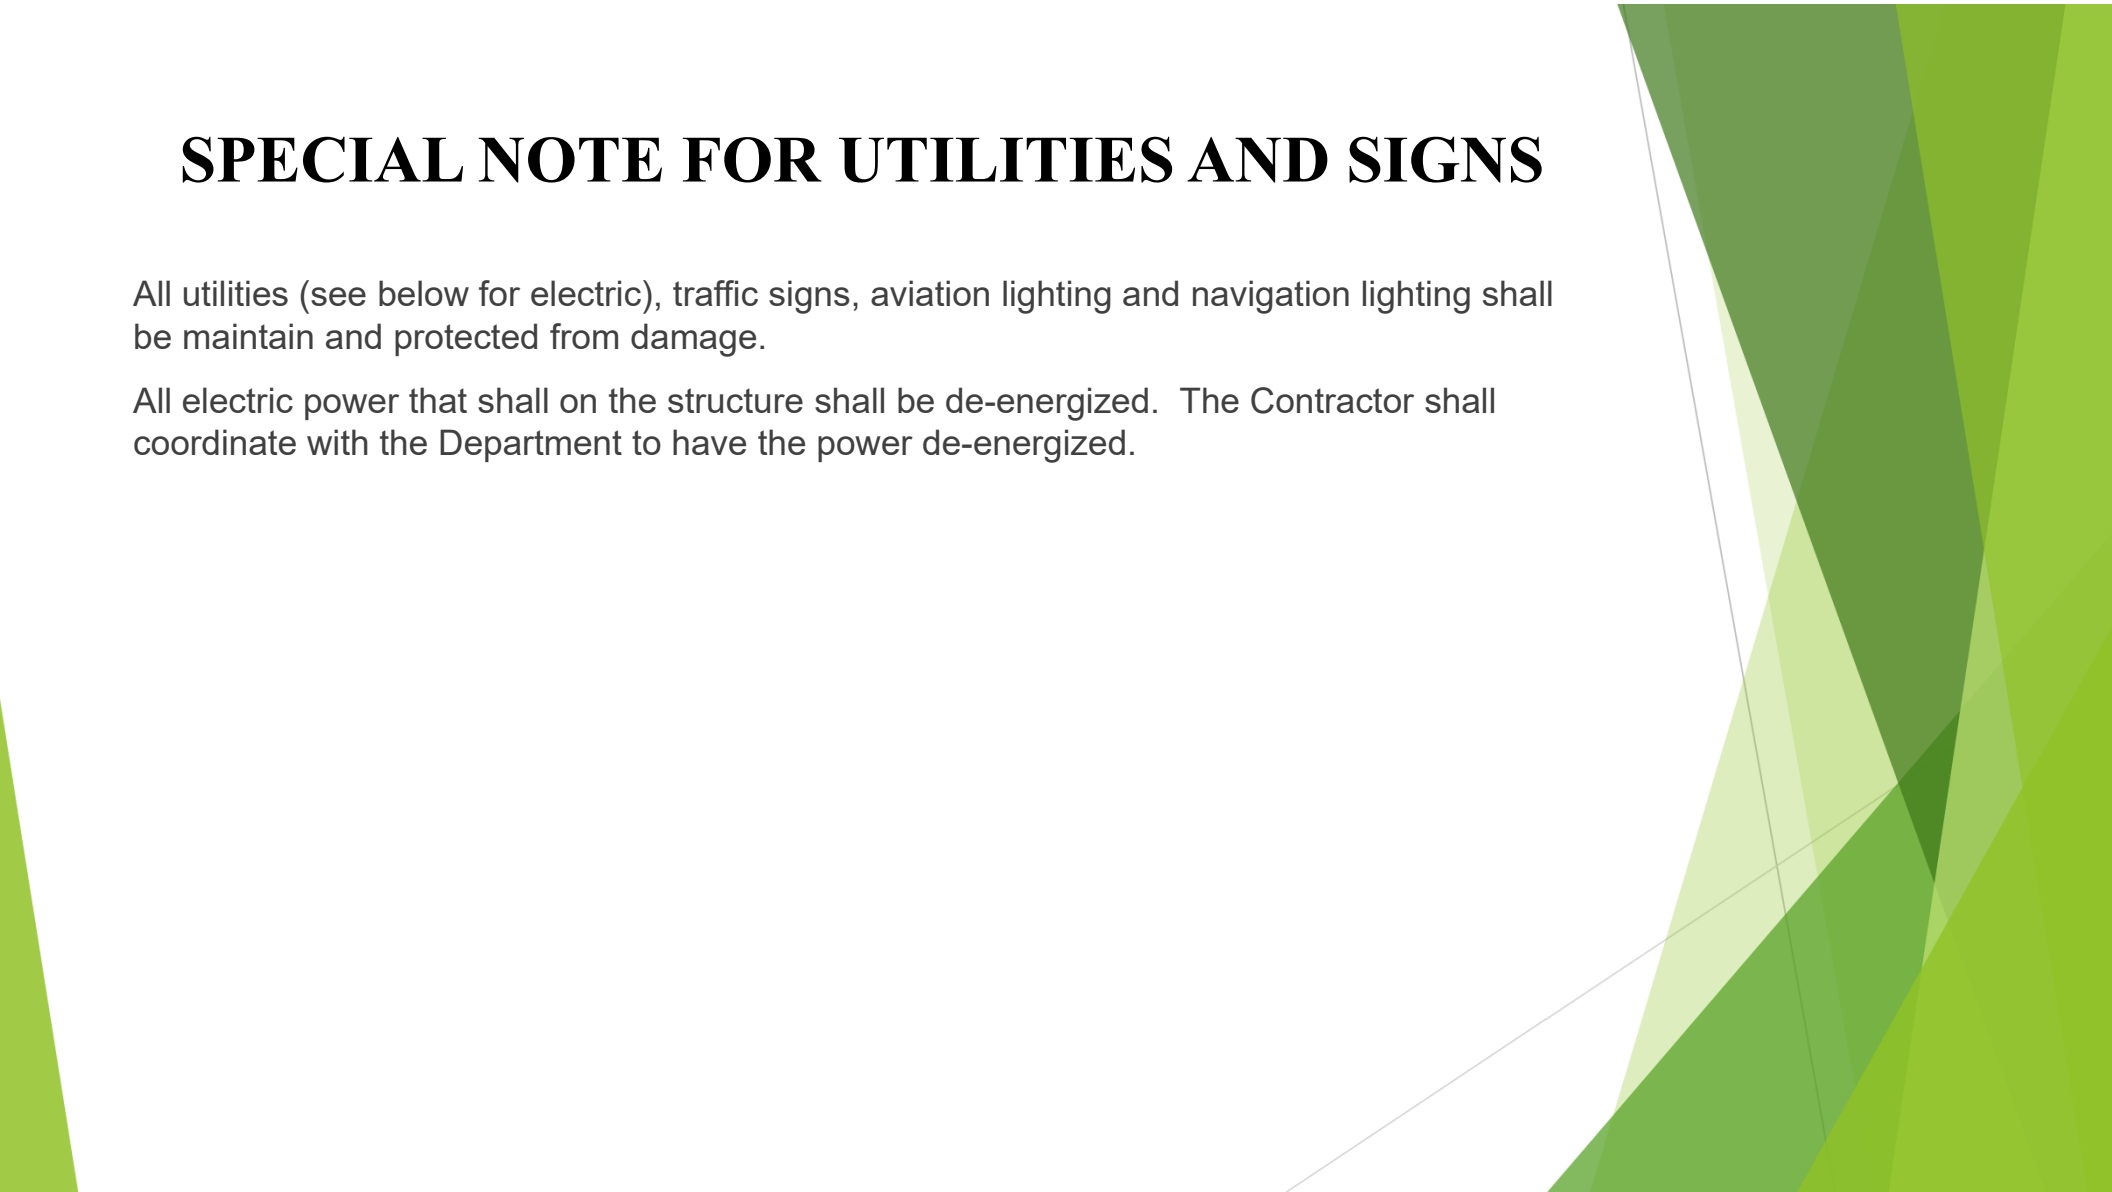 SPECIAL NOTE FOR UTILITIES AND SIGNS
All utilities (see below for electric), traffic signs, aviation lighting and navigation lighting shall
be maintain and protected from damage.
All electric power that shall on the structure shall be de-energized.  The Contractor shall
coordinate with the Department to have the power de-energized.